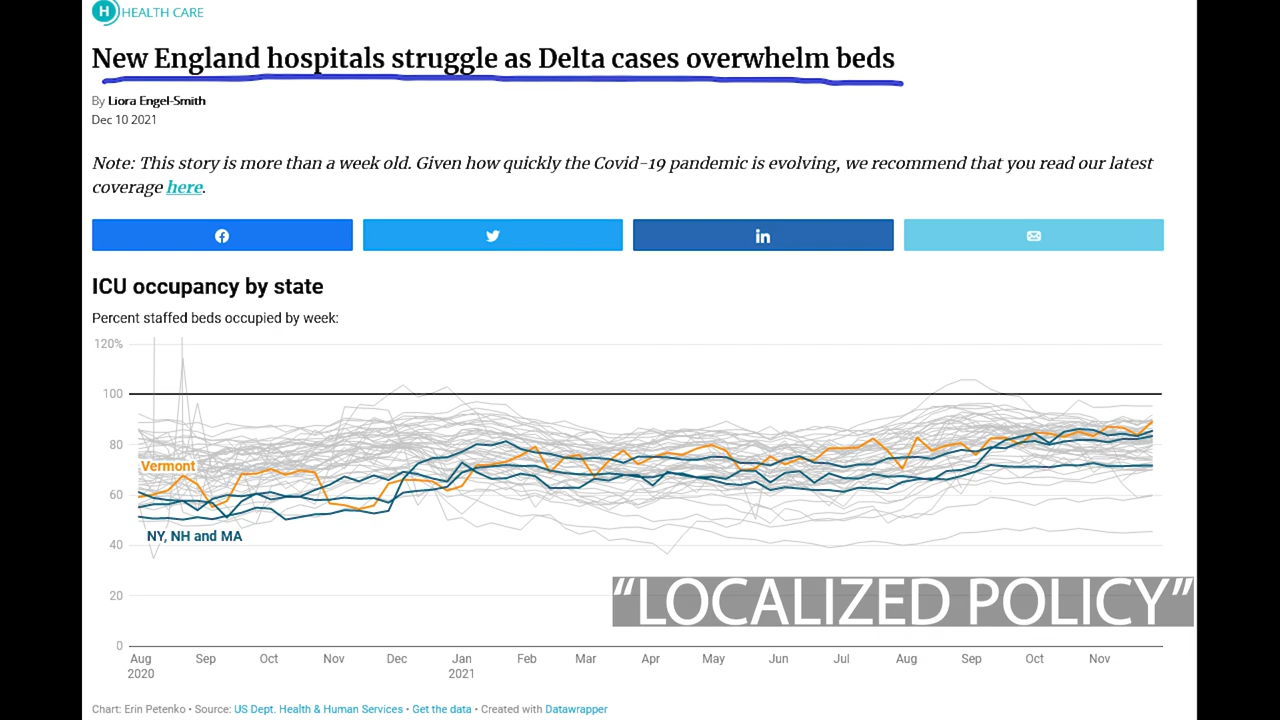 H HEALTH CARE
New England hospitals struggle as Delta cases overwhelm beds
By Liora Engel-Smith
Dec 10 2021
Note: This story is more than a week old. Given how quickly the Covid-19 pandemic is evolving, we recommend that you read our latest
coverage here.
in
ICU occupancy by state
Percent staffed beds occupied by week:
120%
100
80
Vermont
60
NY, NH and MA
40
“LOCALIZED POLICY”
20
0
Aug Sep Oct Nov Dec Jan Feb Mar Apr May Jun Jul Aug Sep Oct Nov
2020 2021
Chart: Erin Petenko • Source: US Dept. Health & Human Services • Get the data • Created with Datawrapper